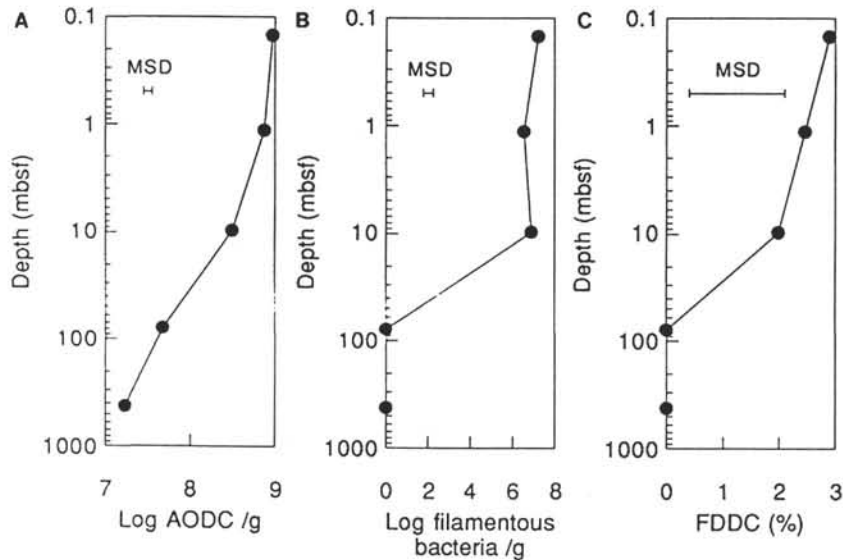 A
0.1
1
10
100
1000
Depth (mbsf)
MSD
7 8 9
Log AODC /g
B
0.1
1
10
100
1000
Depth (mbsf)
MSD
0 2 4 6 8
Log filamentous
bacteria /g
C
0.1
1
10
100
1000
Depth (mbsf)
MSD
0 1 2 3
FDDC (%)